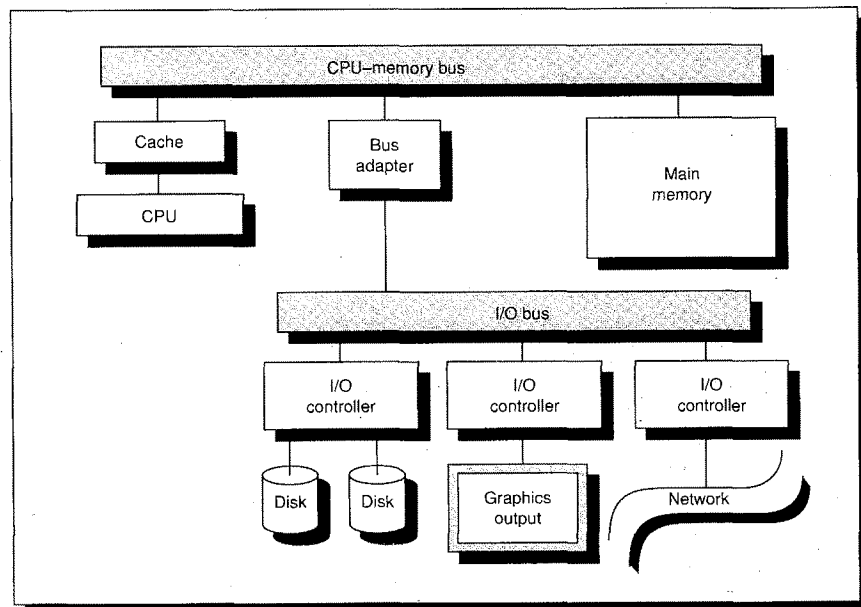 CPU–memory bus
Cache
Bus
adapter
Main
memory
CPU
I/O bus
I/O
controller
I/O
controller
I/O
controller
Disk
Disk
Graphics
output
Network